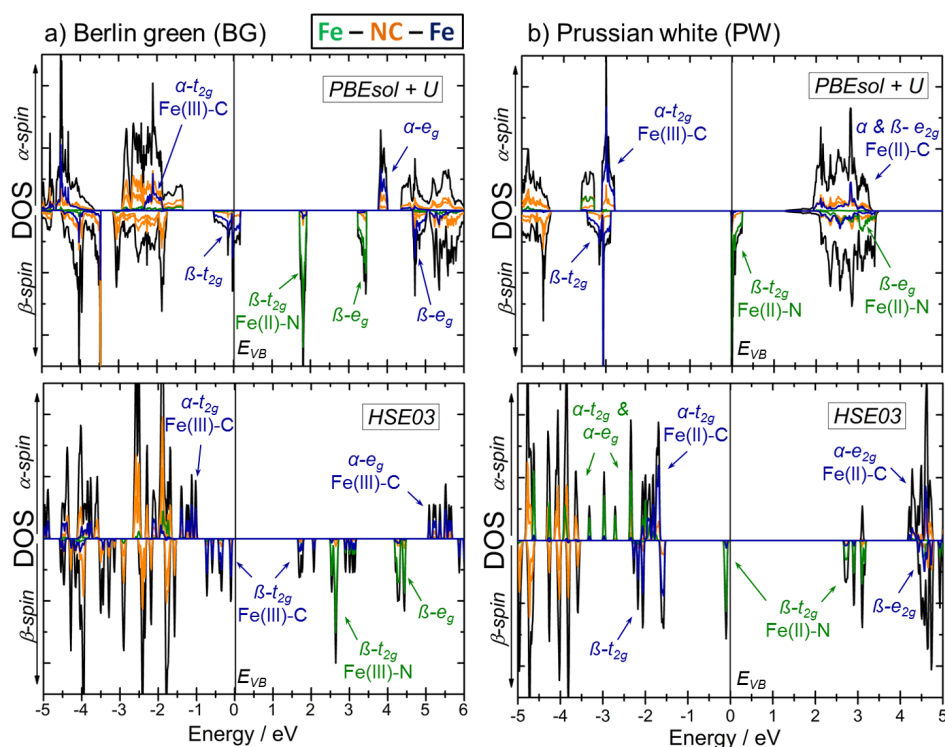 a) Berlin green (BG)
Fe – NC – Fe
b) Prussian white (PW)
α-spin
DOS
β-spin
PBEsol + U
α-t2g
Fe(III)-C
α-eg
ß-t2g
ß-t2g
Fe(II)-N
ß-eg
ß-eg
EVB
α-spin
DOS
β-spin
PBEsol + U
α-t2g
Fe(III)-C
α & ß- e2g
Fe(II)-C
ß-t2g
ß-t2g
Fe(II)-N
ß-eg
Fe(II)-N
EVB
α-spin
DOS
β-spin
HSE03
α-t2g
Fe(III)-C
α-eg
Fe(III)-C
ß-t2g
Fe(III)-C
ß-eg
ß-t2g
Fe(III)-N
EVB
-5 -4 -3 -2 -1 0 1 2 3 4 5 6
Energy / eV
α-spin
DOS
β-spin
HSE03
α-t2g &
α-eg
α-t2g
Fe(II)-C
α-e2g
Fe(II)-C
ß-t2g
ß-t2g
Fe(II)-N
ß-e2g
EVB
-5 -4 -3 -2 -1 0 1 2 3 4 5
Energy / eV